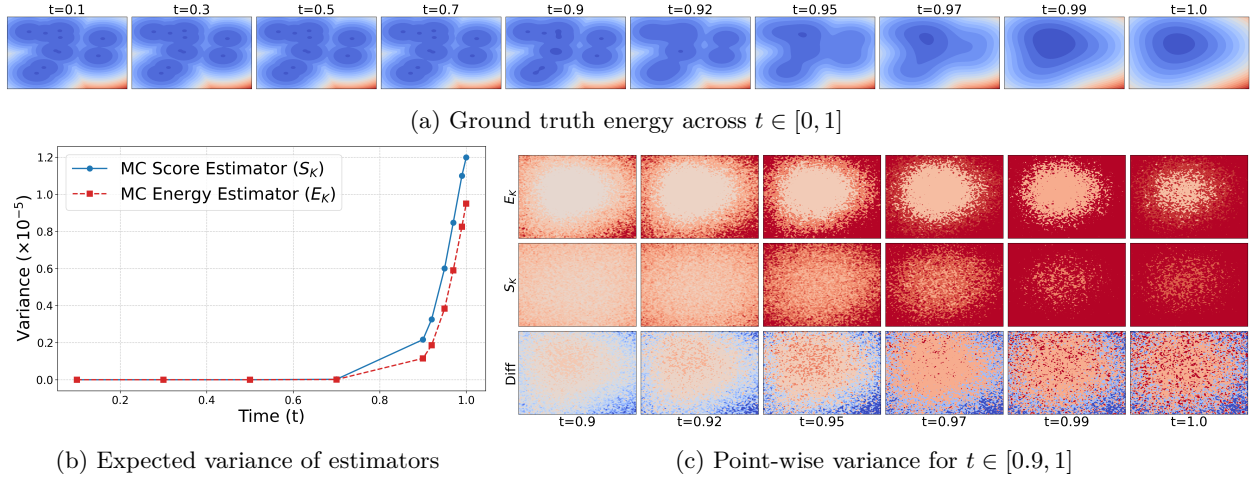 t=0.1 t=0.3 t=0.5 t=0.7 t=0.9 t=0.92 t=0.95 t=0.97 t=0.99 t=1.0
(a) Ground truth energy across t ∈ [0, 1]
Variance (×10⁻⁵)
1.2
1.0
0.8
0.6
0.4
0.2
0.0
MC Score Estimator (S_K)
MC Energy Estimator (E_K)
0.2 0.4 0.6 0.8 1.0
Time (t)
(b) Expected variance of estimators
E_K
S_K
Diff
t=0.9 t=0.92 t=0.95 t=0.97 t=0.99 t=1.0
(c) Point-wise variance for t ∈ [0.9, 1]